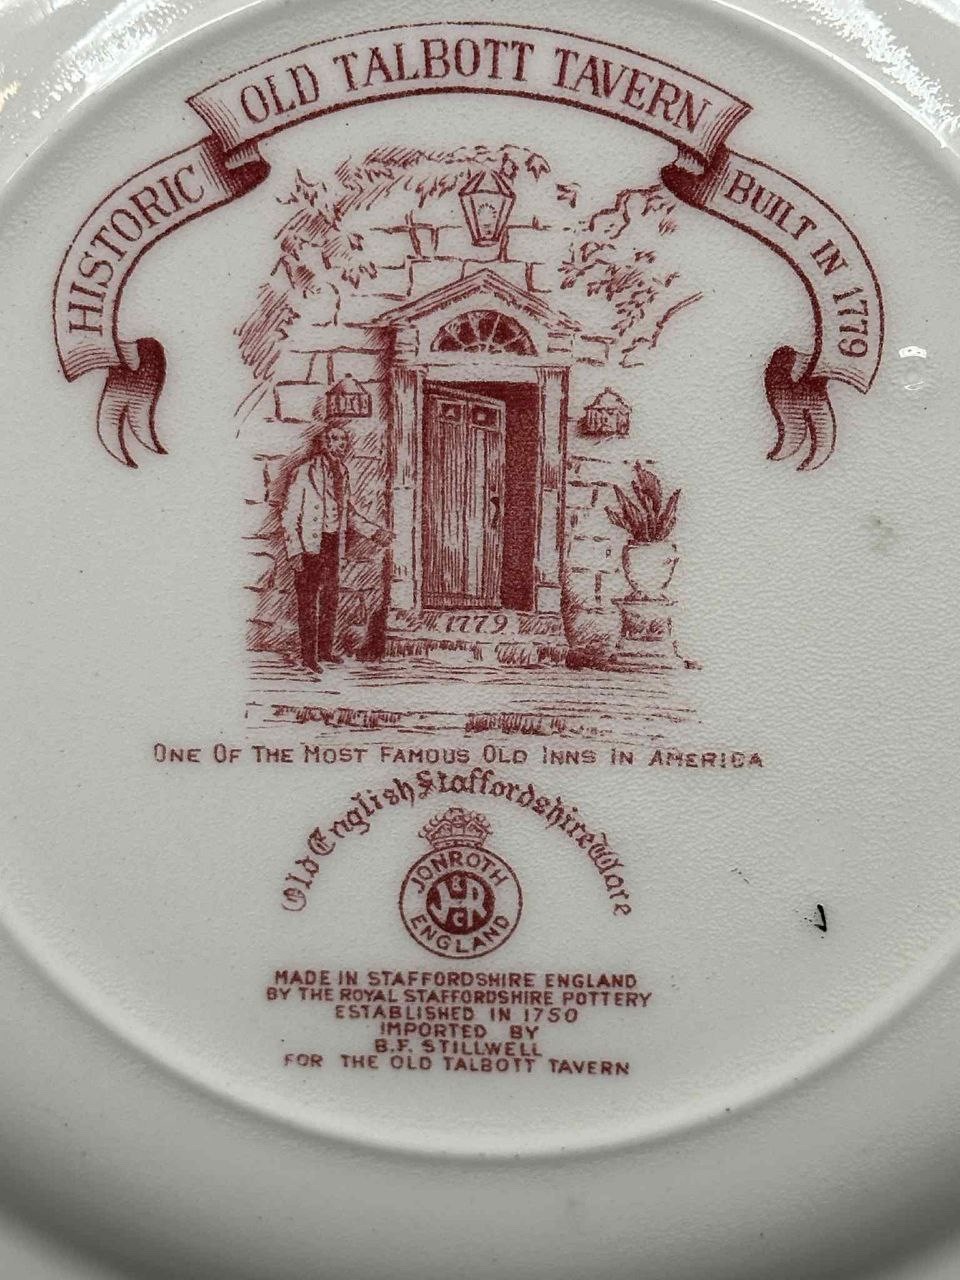 HISTORIC
OLD TALBOTT TAVERN
BUILT IN 1779
1779
ONE OF THE MOST FAMOUS OLD INNS IN AMERICA
Old English Staffordshire Ware
JONROTH
J&RC
ENGLAND
MADE IN STAFFORDSHIRE ENGLAND
BY THE ROYAL STAFFORDSHIRE POTTERY
ESTABLISHED IN 1750
IMPORTED BY
B.F. STILLWELL
FOR THE OLD TALBOTT TAVERN